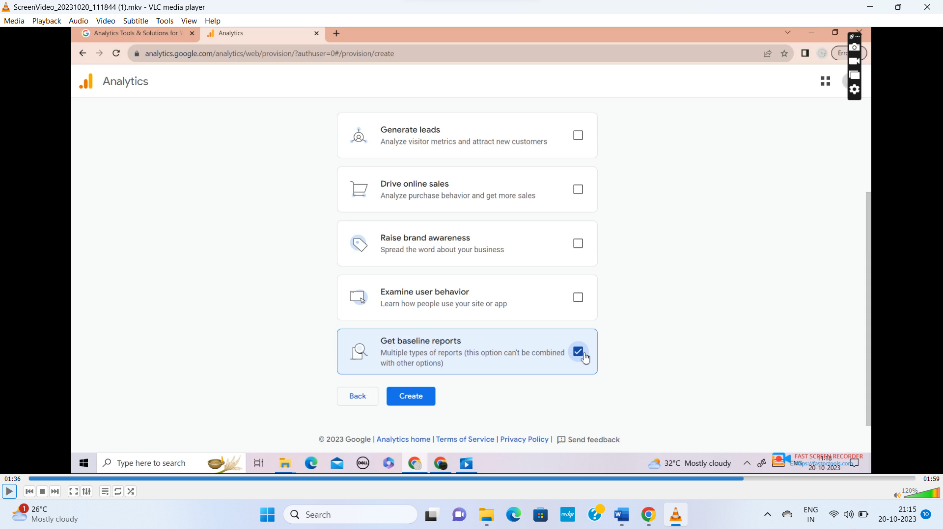 ScreenVideo_20231020_111844 (1).mkv - VLC media player
Media Playback Audio Video Subtitle Tools View Help
Analytics Tools & Solutions for
Analytics
analytics.google.com/analytics/web/provision/?authuser=0#/provision/create
Analytics
Generate leads
Analyze visitor metrics and attract new customers
Drive online sales
Analyze purchase behavior and get more sales
Raise brand awareness
Spread the word about your business
Examine user behavior
Learn how people use your site or app
Get baseline reports
Multiple types of reports (this option can't be combined
with other options)
Back Create
© 2023 Google | Analytics home | Terms of Service | Privacy Policy | Send feedback
Type here to search
DELL
32°C Mostly cloudy
FAST SCREEN RECORDER
20-10-2023
01:36
01:59
120%
1
26°C
Mostly cloudy
Search
ENG
IN
21:15
20-10-2023
10